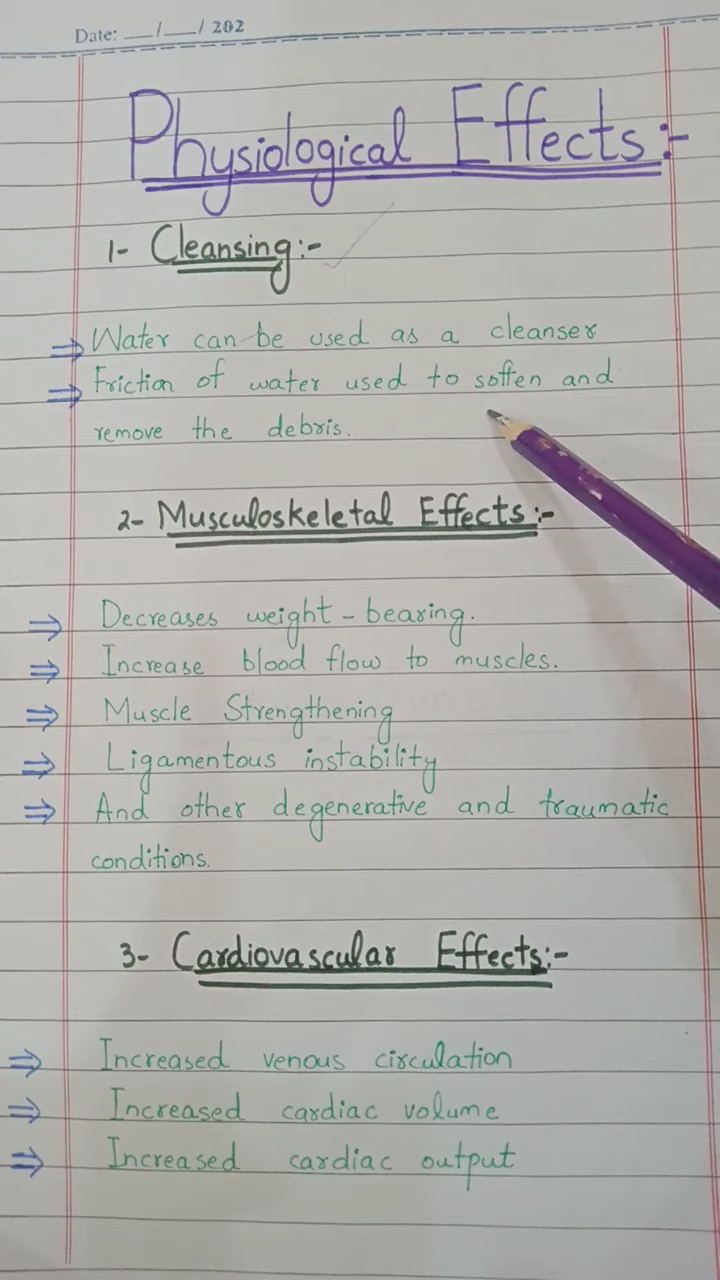 Date: __/__/ 202
Physiological Effects:-
1- Cleansing:-
⇒ Water can be used as a cleanser
⇒ Friction of water used to soften and
remove the debris.
2- Musculoskeletal Effects:-
⇒ Decreases weight-bearing.
⇒ Increase blood flow to muscles.
⇒ Muscle Strengthening
⇒ Ligamentous instability
⇒ And other degenerative and traumatic
conditions.
3- Cardiovascular Effects:-
⇒ Increased venous circulation
⇒ Increased cardiac volume
⇒ Increased cardiac output